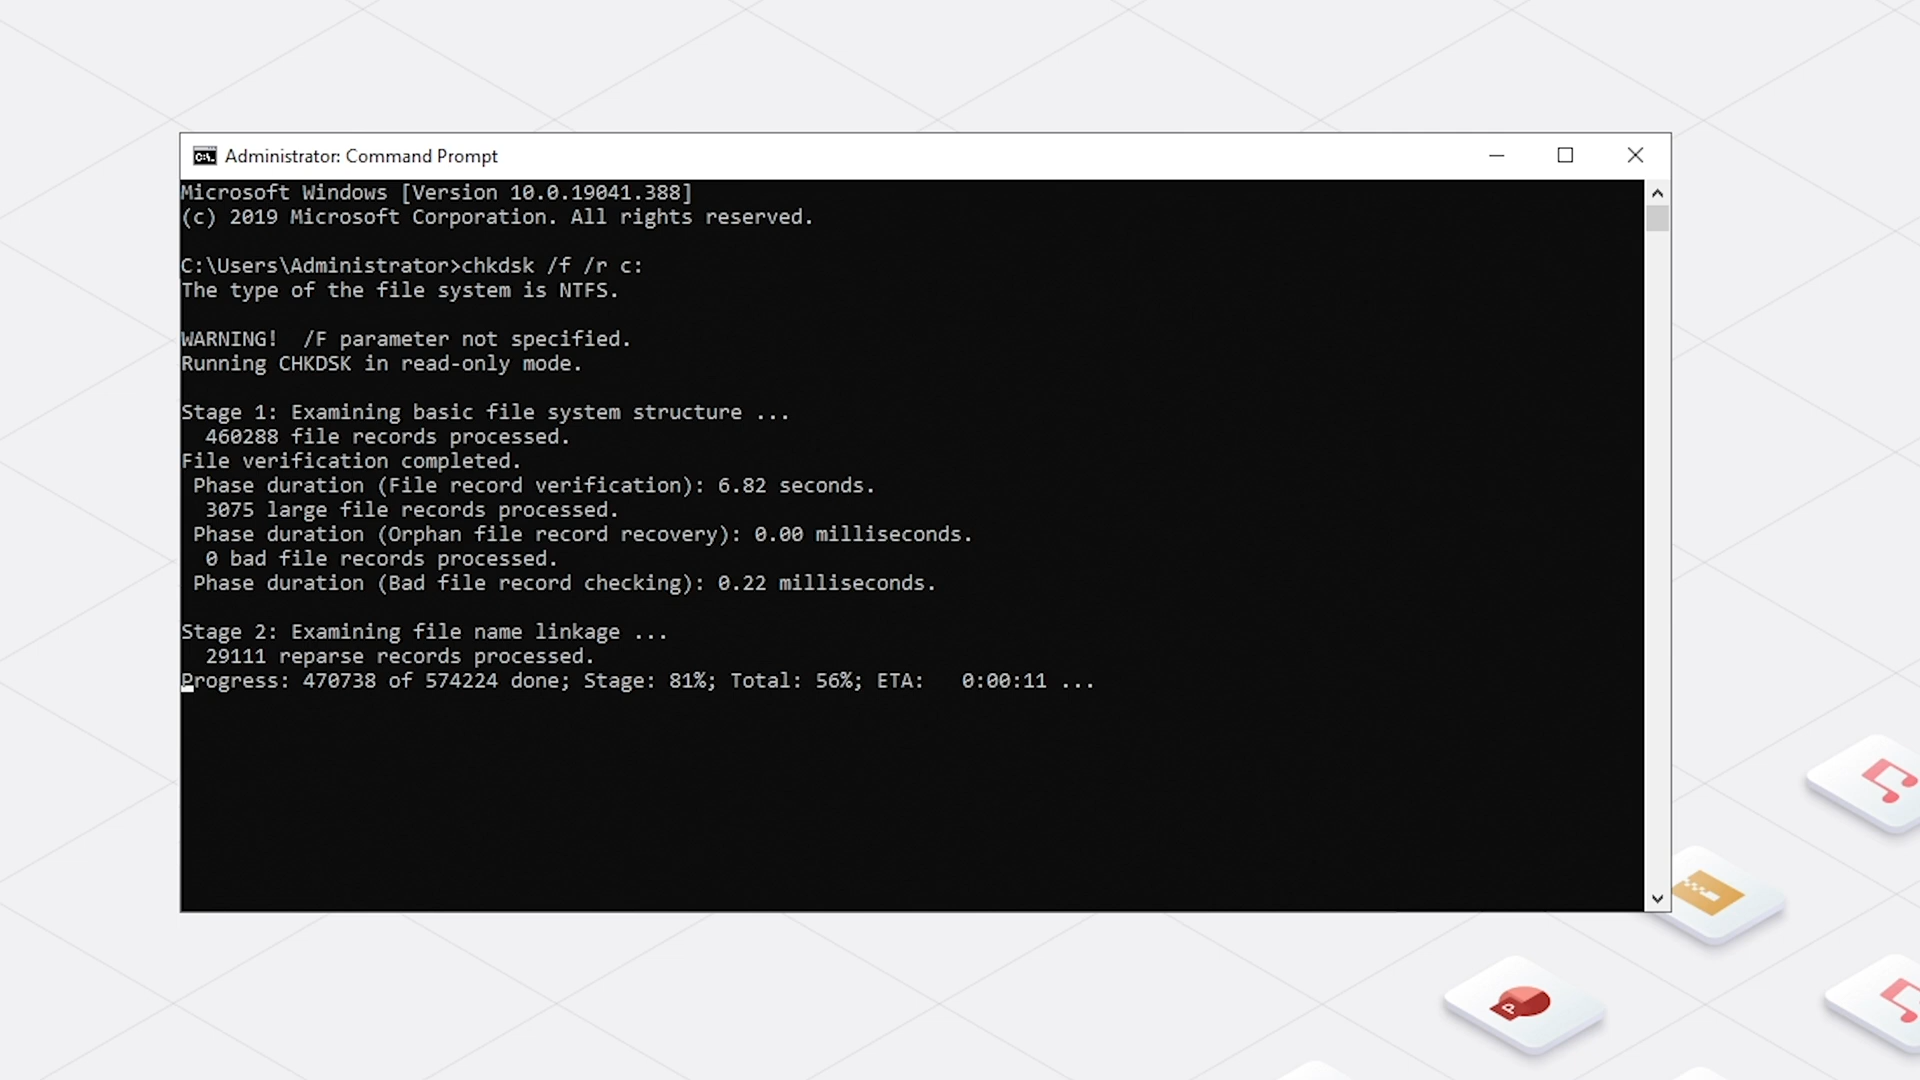 Administrator: Command Prompt
Microsoft Windows [Version 10.0.19041.388]
(c) 2019 Microsoft Corporation. All rights reserved.
C:\Users\Administrator>chkdsk /f /r c:
The type of the file system is NTFS.
WARNING!  /F parameter not specified.
Running CHKDSK in read-only mode.
Stage 1: Examining basic file system structure ...
  460288 file records processed.
File verification completed.
 Phase duration (File record verification): 6.82 seconds.
  3075 large file records processed.
 Phase duration (Orphan file record recovery): 0.00 milliseconds.
  0 bad file records processed.
 Phase duration (Bad file record checking): 0.22 milliseconds.
Stage 2: Examining file name linkage ...
  29111 reparse records processed.
Progress: 470738 of 574224 done; Stage: 81%; Total: 56%; ETA:   0:00:11 ...
P